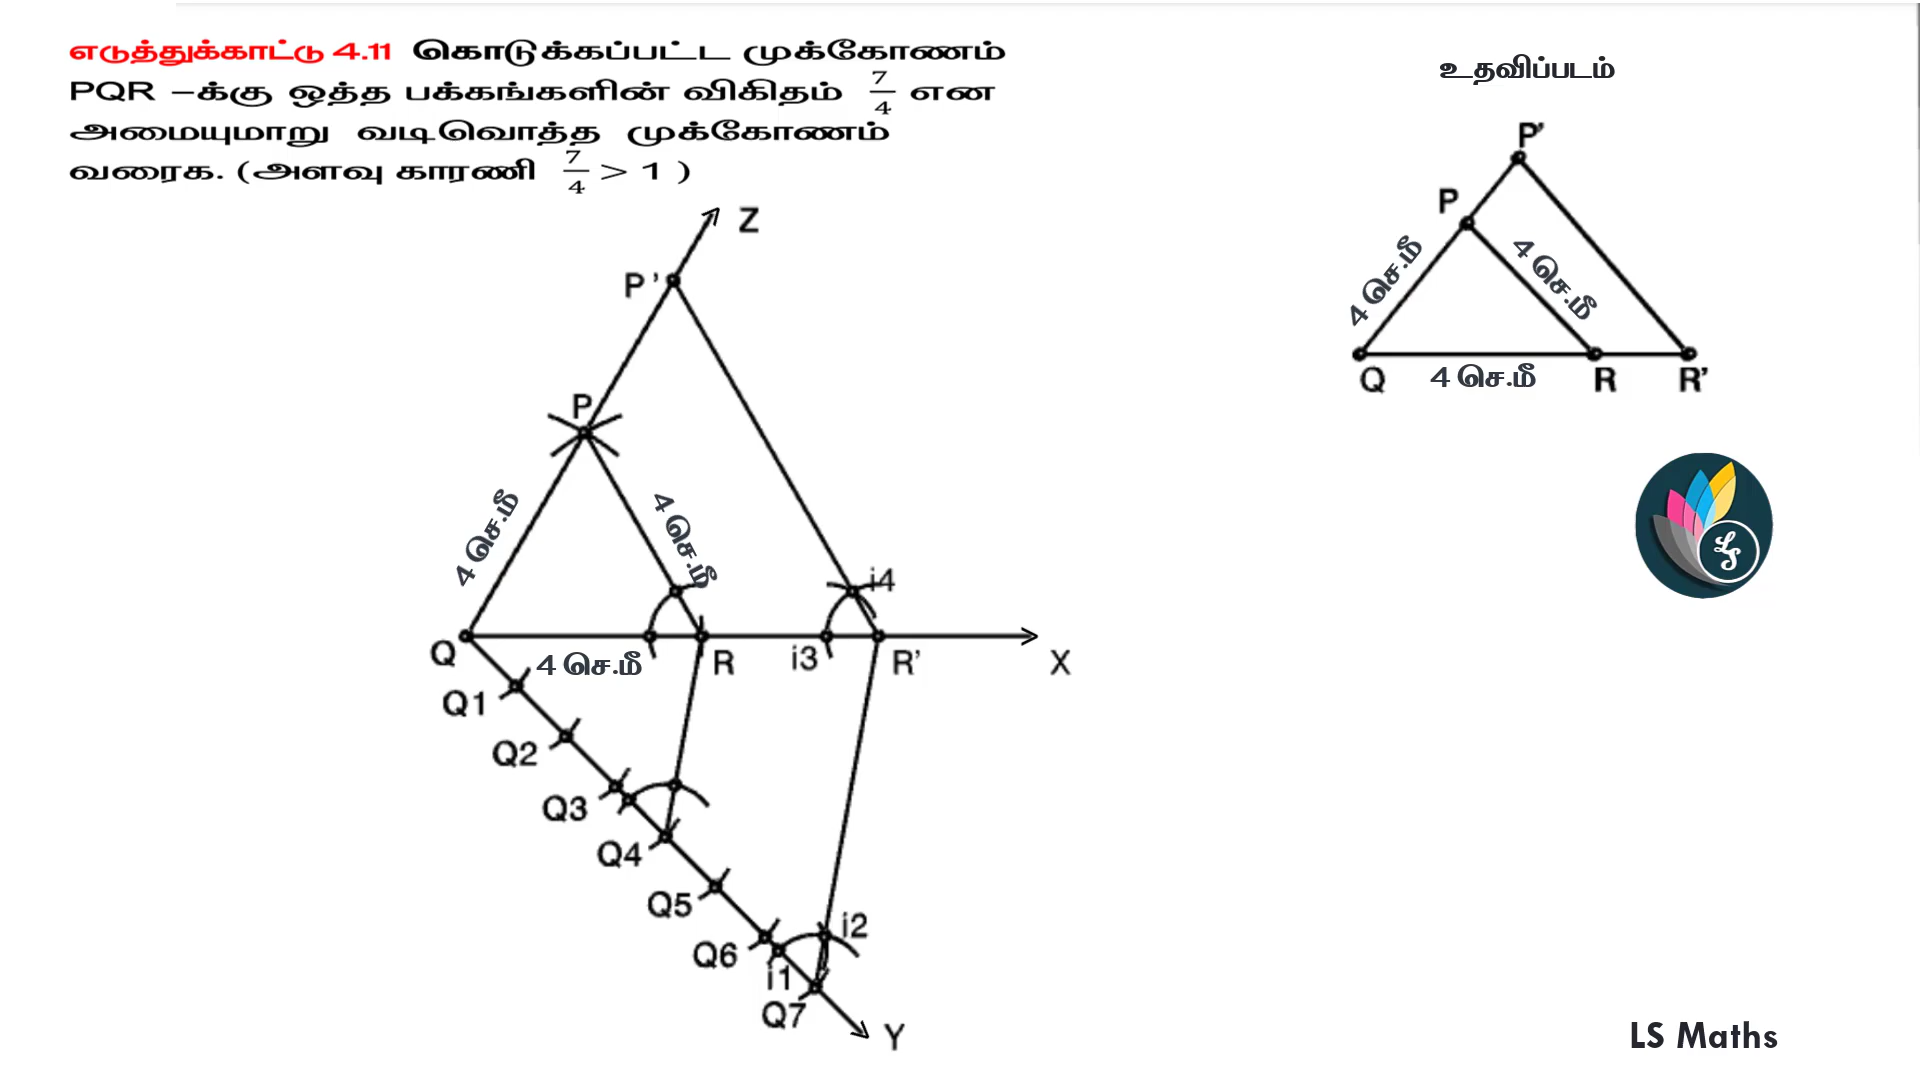 எடுத்துக்காட்டு 4.11 கொடுக்கப்பட்ட முக்கோணம்
PQR –க்கு ஒத்த பக்கங்களின் விகிதம் 7/4 என
அமையுமாறு வடிவொத்த முக்கோணம்
வரைக. (அளவு காரணி 7/4 > 1 )
உதவிப்படம்
P'
P
4 செ.மீ
4 செ.மீ
Q
4 செ.மீ
R
R'
Z
P'
P
4 செ.மீ
4 செ.மீ
i4
Q
4 செ.மீ
R
i3
R'
X
Q1
Q2
Q3
Q4
Q5
Q6
i2
i1
Q7
Y
LS
LS Maths